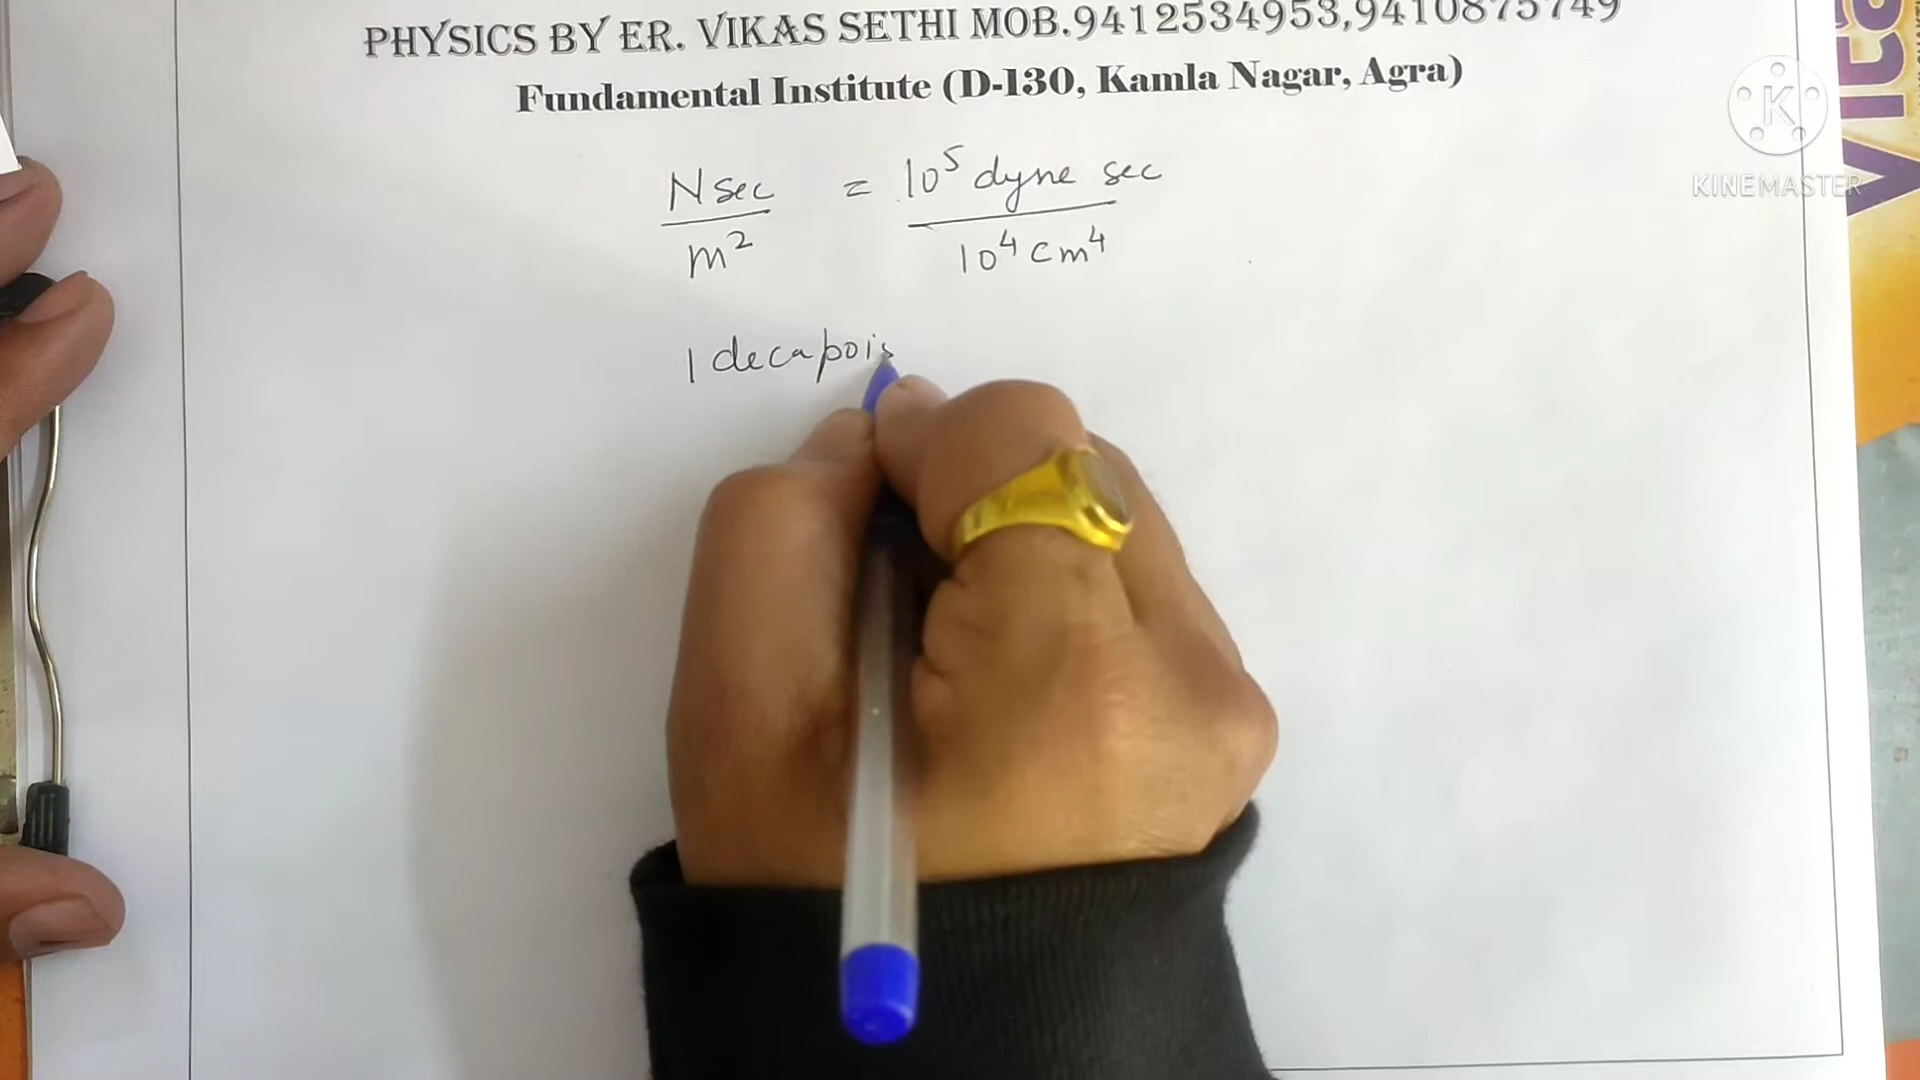 PHYSICS BY ER. VIKAS SETHI MOB.9412534953,9410875749
Fundamental Institute (D-130, Kamla Nagar, Agra)
N sec / m² = 10⁵ dyne sec / 10⁴ cm⁴
1 decapois
KINEMASTER